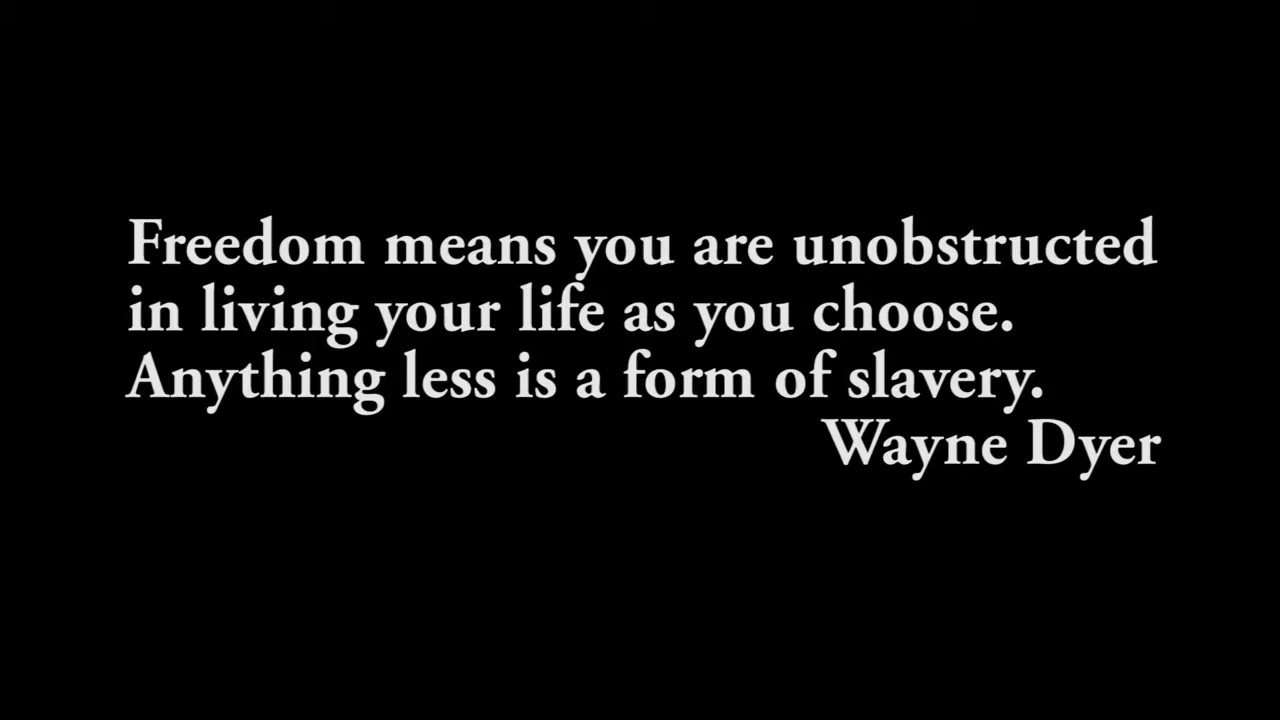 Freedom means you are unobstructed
in living your life as you choose.
Anything less is a form of slavery.
Wayne Dyer